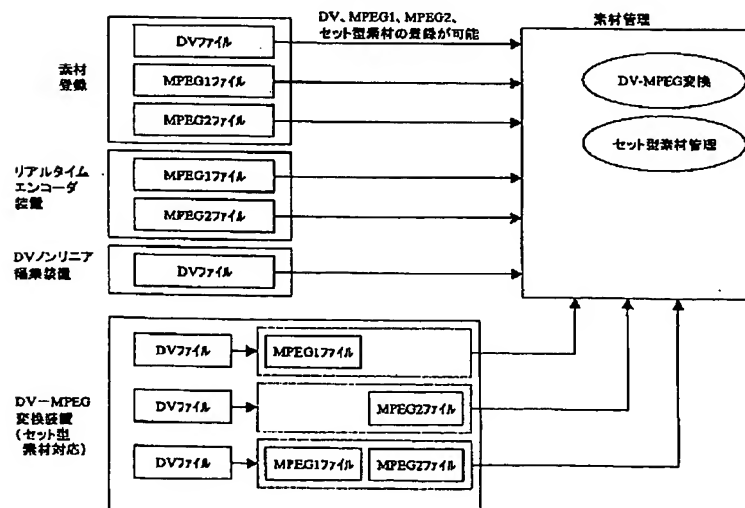 素材管理
DV、MPEG1、MPEG2、
セット型素材の登録が可能
素材
登録
DVファイル
MPEG1ファイル
MPEG2ファイル
DV-MPEG変換
セット型素材管理
リアルタイム
エンコーダ
装置
MPEG1ファイル
MPEG2ファイル
DVノンリニア
編集装置
DVファイル
DV－MPEG
変換装置
（セット型
素材対応）
DVファイル
MPEG1ファイル
DVファイル
MPEG2ファイル
DVファイル
MPEG1ファイル
MPEG2ファイル